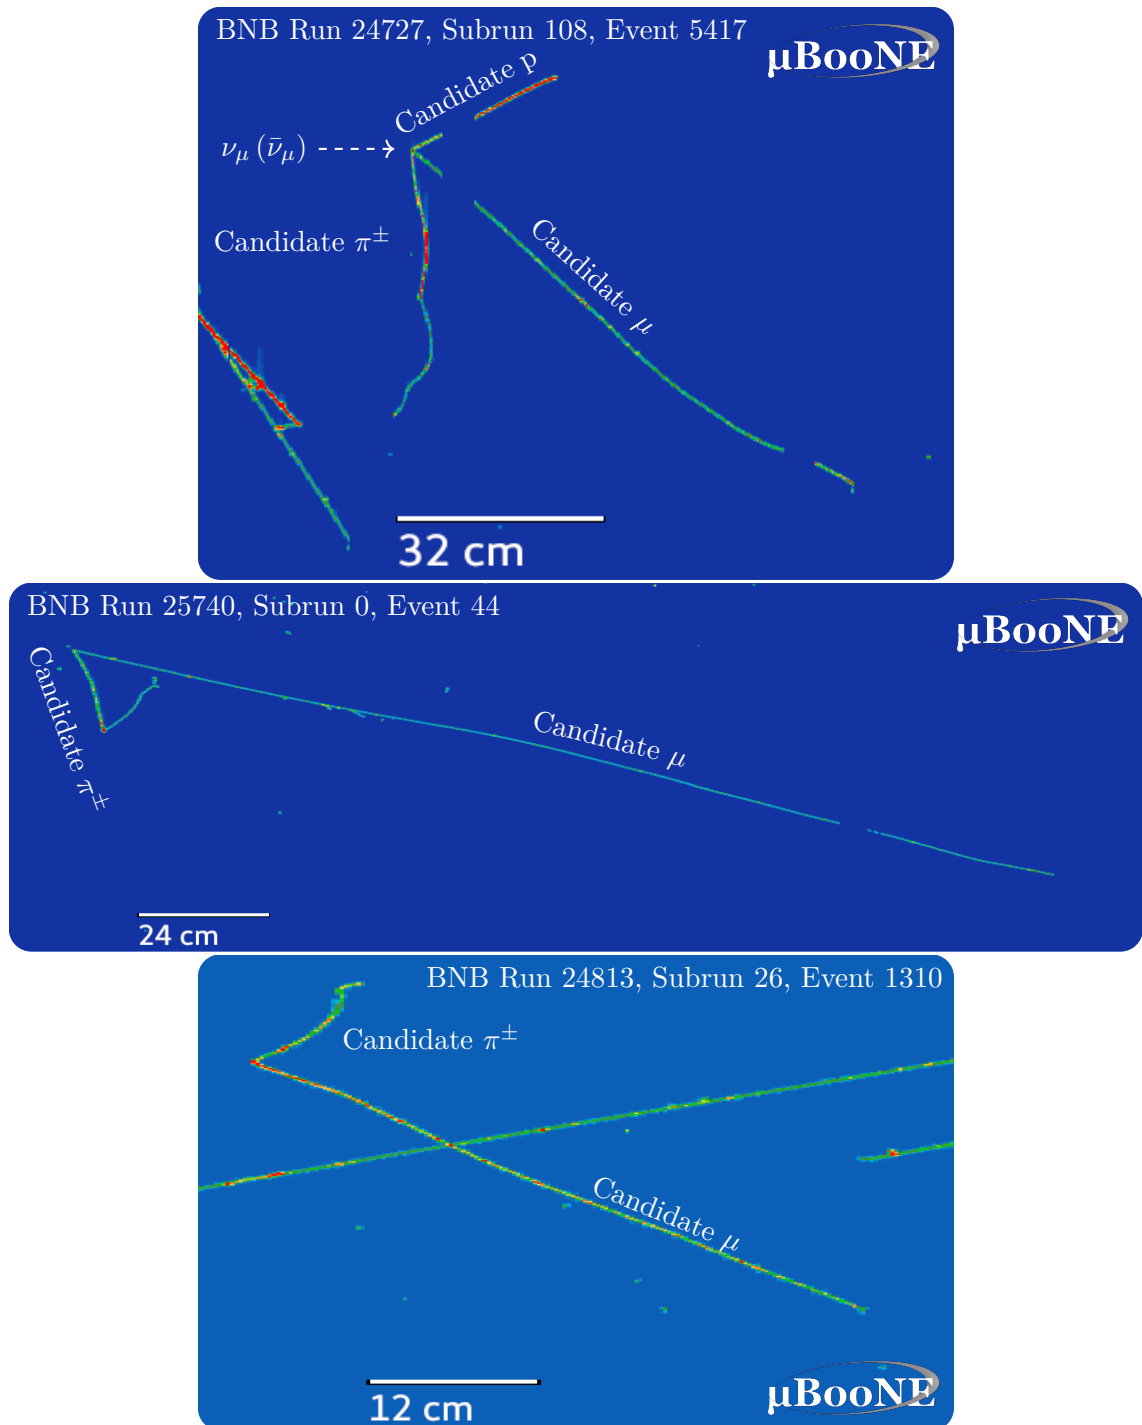 BNB Run 24727, Subrun 108, Event 5417
µBooNE
Candidate p
νμ (ν̄μ)
Candidate π±
Candidate μ
32 cm
BNB Run 25740, Subrun 0, Event 44
µBooNE
Candidate π±
Candidate μ
24 cm
BNB Run 24813, Subrun 26, Event 1310
Candidate π±
Candidate μ
12 cm
µBooNE